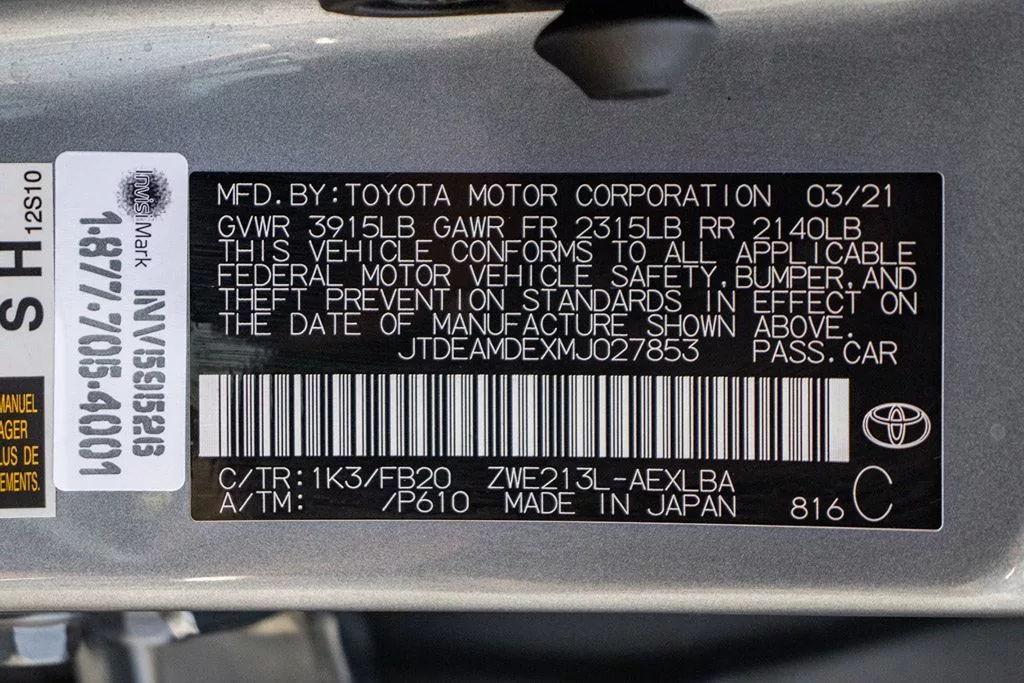 12S10
S H
MANUEL
AGER
LUS DE
EMENTS.
InvisiMark
INV1591526
1·877·705·4001
MFD.BY:TOYOTA MOTOR CORPORATION 03/21
GVWR 3915LB GAWR FR 2315LB RR 2140LB
THIS VEHICLE CONFORMS TO ALL APPLICABLE
FEDERAL MOTOR VEHICLE SAFETY,BUMPER,AND
THEFT PREVENTION STANDARDS IN EFFECT ON
THE DATE OF MANUFACTURE SHOWN ABOVE.
JTDEAMDEXMJ027853 PASS.CAR
C/TR:1K3/FB20 ZWE213L-AEXLBA
A/TM: /P610 MADE IN JAPAN 816 C